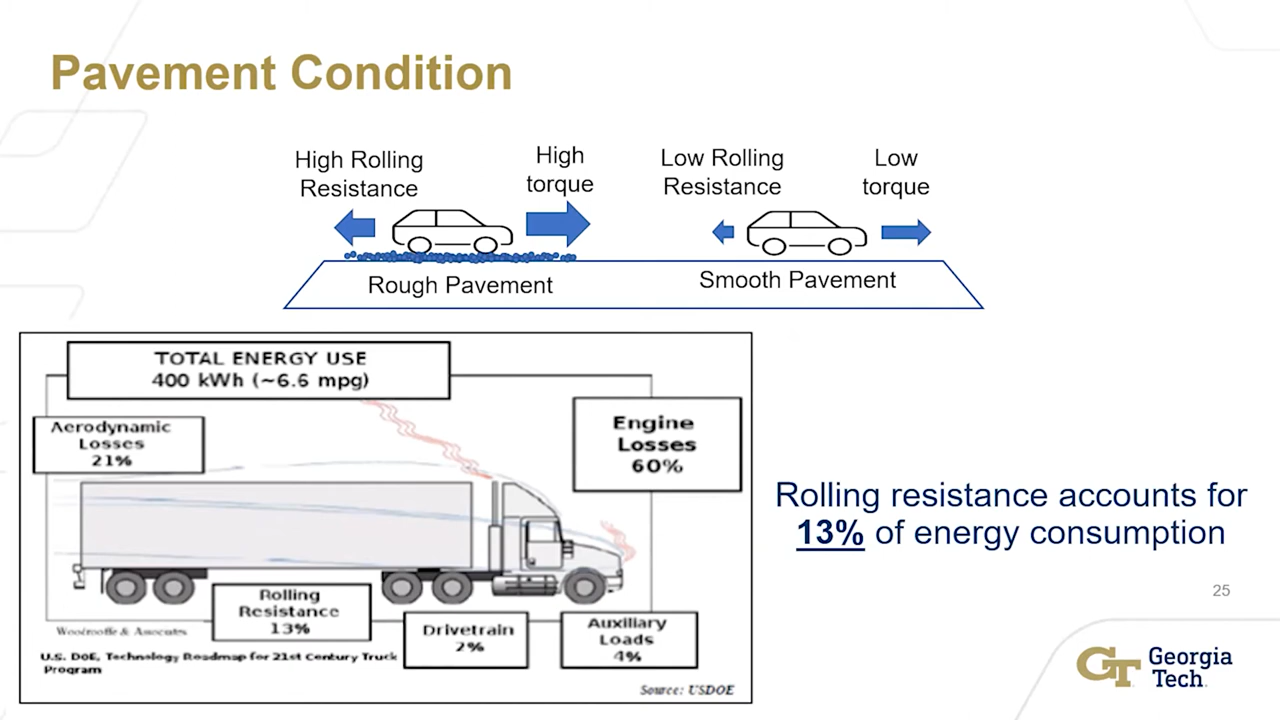 Pavement Condition
High Rolling
Resistance
High
torque
Low Rolling
Resistance
Low
torque
Rough Pavement
Smooth Pavement
TOTAL ENERGY USE
400 kWh (~6.6 mpg)
Aerodynamic
Losses
21%
Engine
Losses
60%
Rolling
Resistance
13%
Drivetrain
2%
Auxiliary
Loads
4%
Woodrooffe & Associates
U.S. DoE, Technology Roadmap for 21st Century Truck
Program
Source: USDOE
Rolling resistance accounts for
13% of energy consumption
25
GT
Georgia
Tech